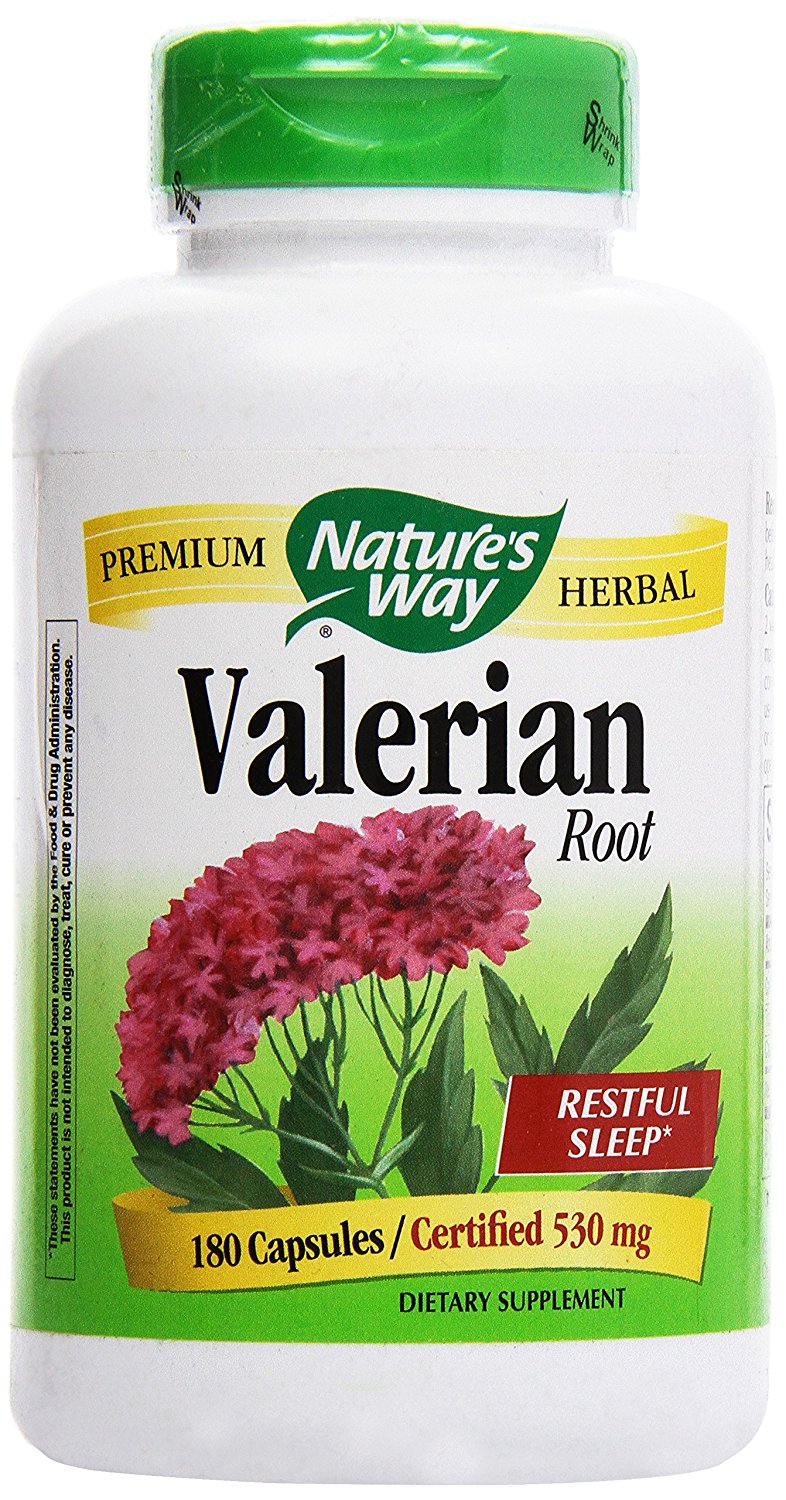 Shrink
Wrap
Shrink
Wrap
PREMIUM
Nature's
Way
®
HERBAL
Valerian
Root
*These statements have not been evaluated by the Food & Drug Administration.
This product is not intended to diagnose, treat, cure or prevent any disease.
RESTFUL
SLEEP*
180 Capsules / Certified 530 mg
DIETARY SUPPLEMENT